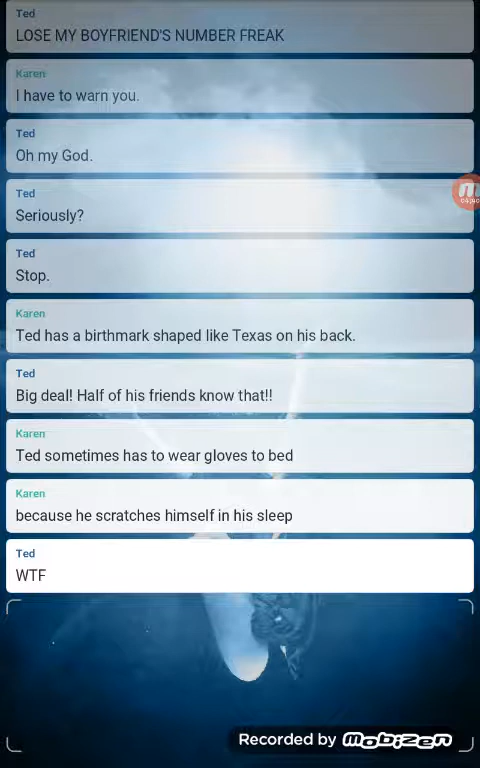 Ted
LOSE MY BOYFRIEND'S NUMBER FREAK
Karen
I have to warn you.
Ted
Oh my God.
Ted
Seriously?
Ted
Stop.
Karen
Ted has a birthmark shaped like Texas on his back.
Ted
Big deal! Half of his friends know that!!
Karen
Ted sometimes has to wear gloves to bed
Karen
because he scratches himself in his sleep
Ted
WTF
Recorded by mobizen